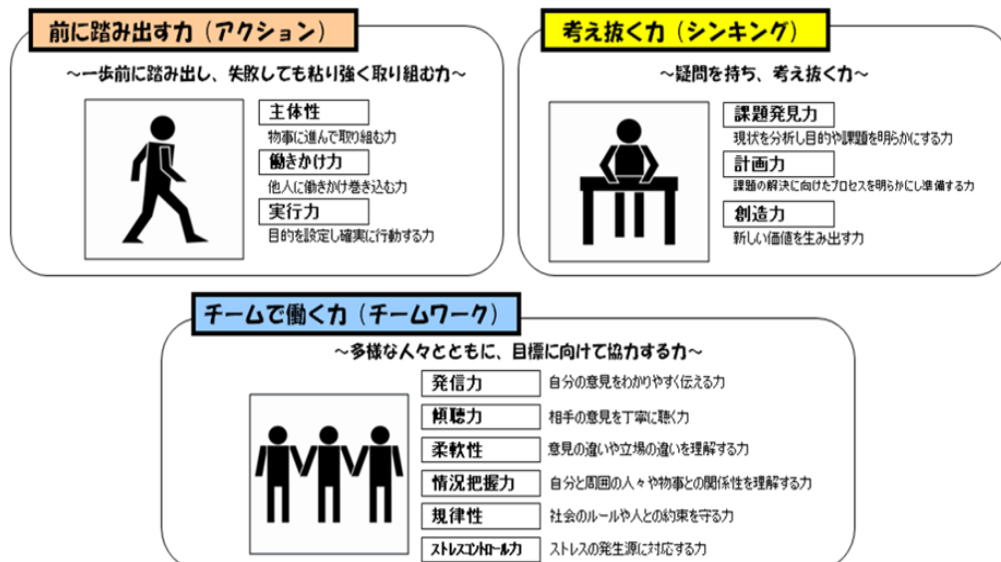 前に踏み出す力（アクション）
～一歩前に踏み出し、失敗しても粘り強く取り組む力～
主体性
物事に進んで取り組む力
働きかけ力
他人に働きかけ巻き込む力
実行力
目的を設定し確実に行動する力
考え抜く力（シンキング）
～疑問を持ち、考え抜く力～
課題発見力
現状を分析し目的や課題を明らかにする力
計画力
課題の解決に向けたプロセスを明らかにし準備する力
創造力
新しい価値を生み出す力
チームで働く力（チームワーク）
～多様な人々とともに、目標に向けて協力する力～
発信力 自分の意見をわかりやすく伝える力
傾聴力 相手の意見を丁寧に聴く力
柔軟性 意見の違いや立場の違いを理解する力
情況把握力 自分と周囲の人々や物事との関係性を理解する力
規律性 社会のルールや人との約束を守る力
ストレスコントロール力 ストレスの発生源に対応する力